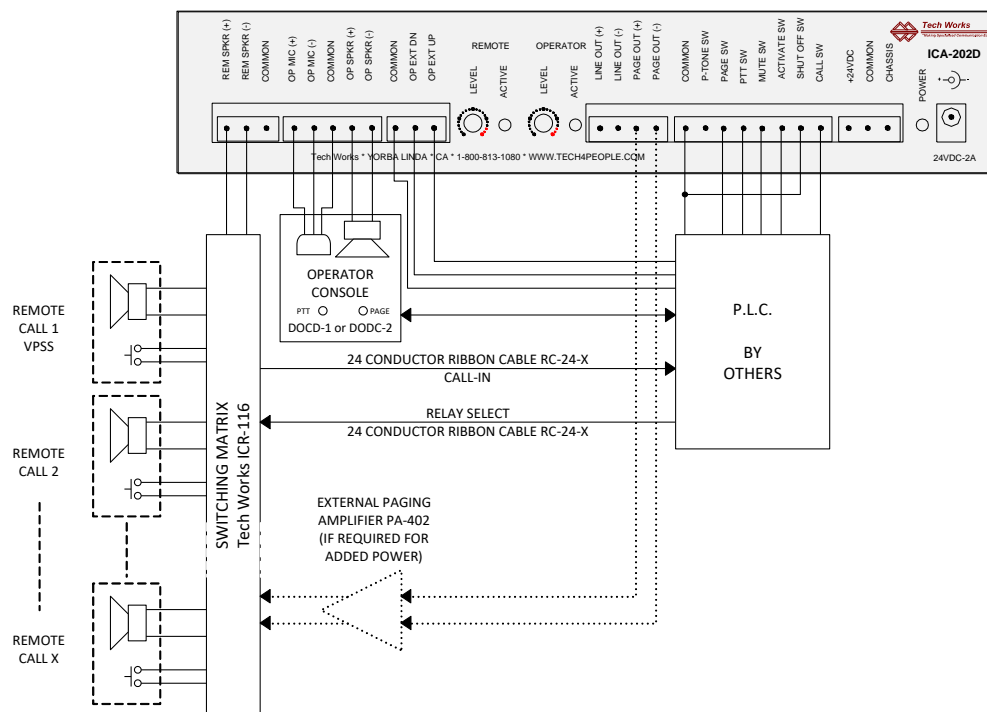 REM SPKR (+)
REM SPKR (-)
COMMON
OP MIC (+)
OP MIC (-)
COMMON
OP SPKR (+)
OP SPKR(-)
COMMON
OP EXT DN
OP EXT UP
REMOTE
LEVEL
ACTIVE
OPERATOR
LEVEL
ACTIVE
LINE OUT (+)
LINE OUT (-)
PAGE OUT (+)
PAGE OUT (-)
COMMON
P-TONE SW
PAGE SW
PTT SW
MUTE SW
ACTIVATE SW
SHUT OFF SW
CALL SW
+24VDC
COMMON
CHASSIS
POWER
Tech Works
ICA-202D
24VDC-2A
Tech Works * YORBA LINDA * CA * 1-800-813-1080 * WWW.TECH4PEOPLE.COM
OPERATOR
CONSOLE
PTT
PAGE
DOCD-1 or DODC-2
REMOTE
CALL 1
VPSS
REMOTE
CALL 2
REMOTE
CALL X
SWITCHING MATRIX
Tech Works ICR-116
24 CONDUCTOR RIBBON CABLE RC-24-X
CALL-IN
RELAY SELECT
24 CONDUCTOR RIBBON CABLE RC-24-X
P.L.C.
BY
OTHERS
EXTERNAL PAGING
AMPLIFIER PA-402
(IF REQUIRED FOR
ADDED POWER)